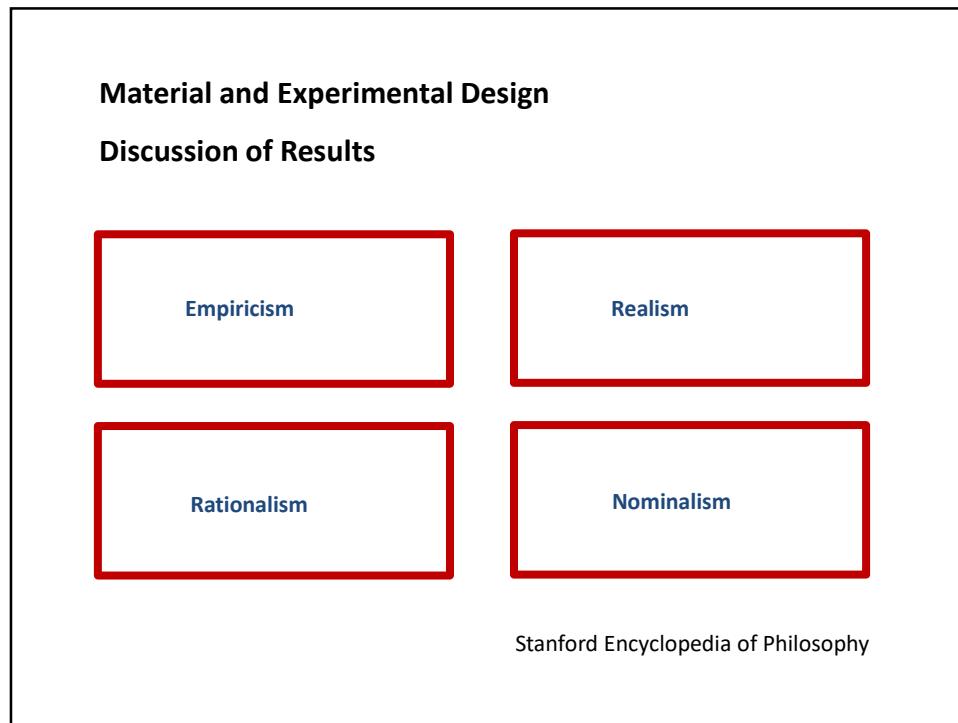 Material and Experimental Design
Discussion of Results
Empiricism
Realism
Rationalism
Nominalism
Stanford Encyclopedia of Philosophy